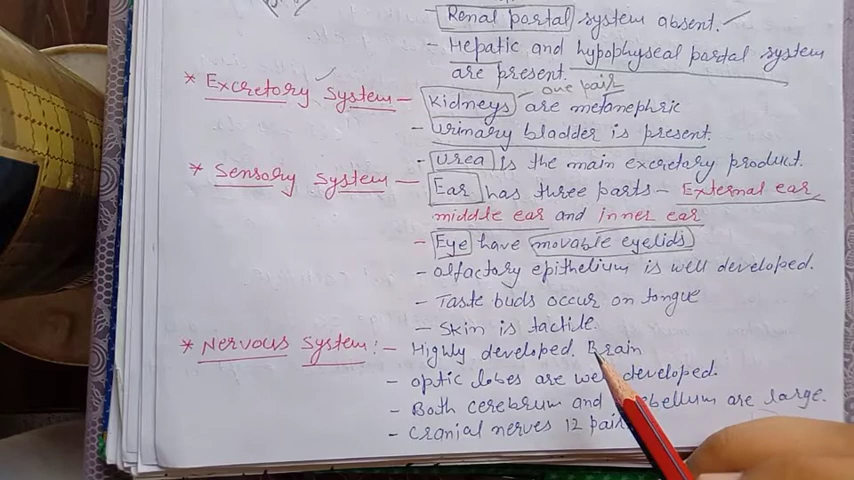 - Renal portal system absent.
- Hepatic and hypophyseal portal system
are present.
* Excretory System - Kidneys are metanephric
one pair
- urinary bladder is present.
- urea is the main excretary product.
* Sensory System - Ear has three parts - External ear
middle ear and inner ear
- Eye have movable eyelids
- olfactory epithelium is well developed.
- Taste buds occur on tongue
- Skin is tactile.
* Nervous System :- Highly developed. Brain
- optic lobes are well developed.
- Both cerebrum and are large.
- Cranial nerves 12 pair